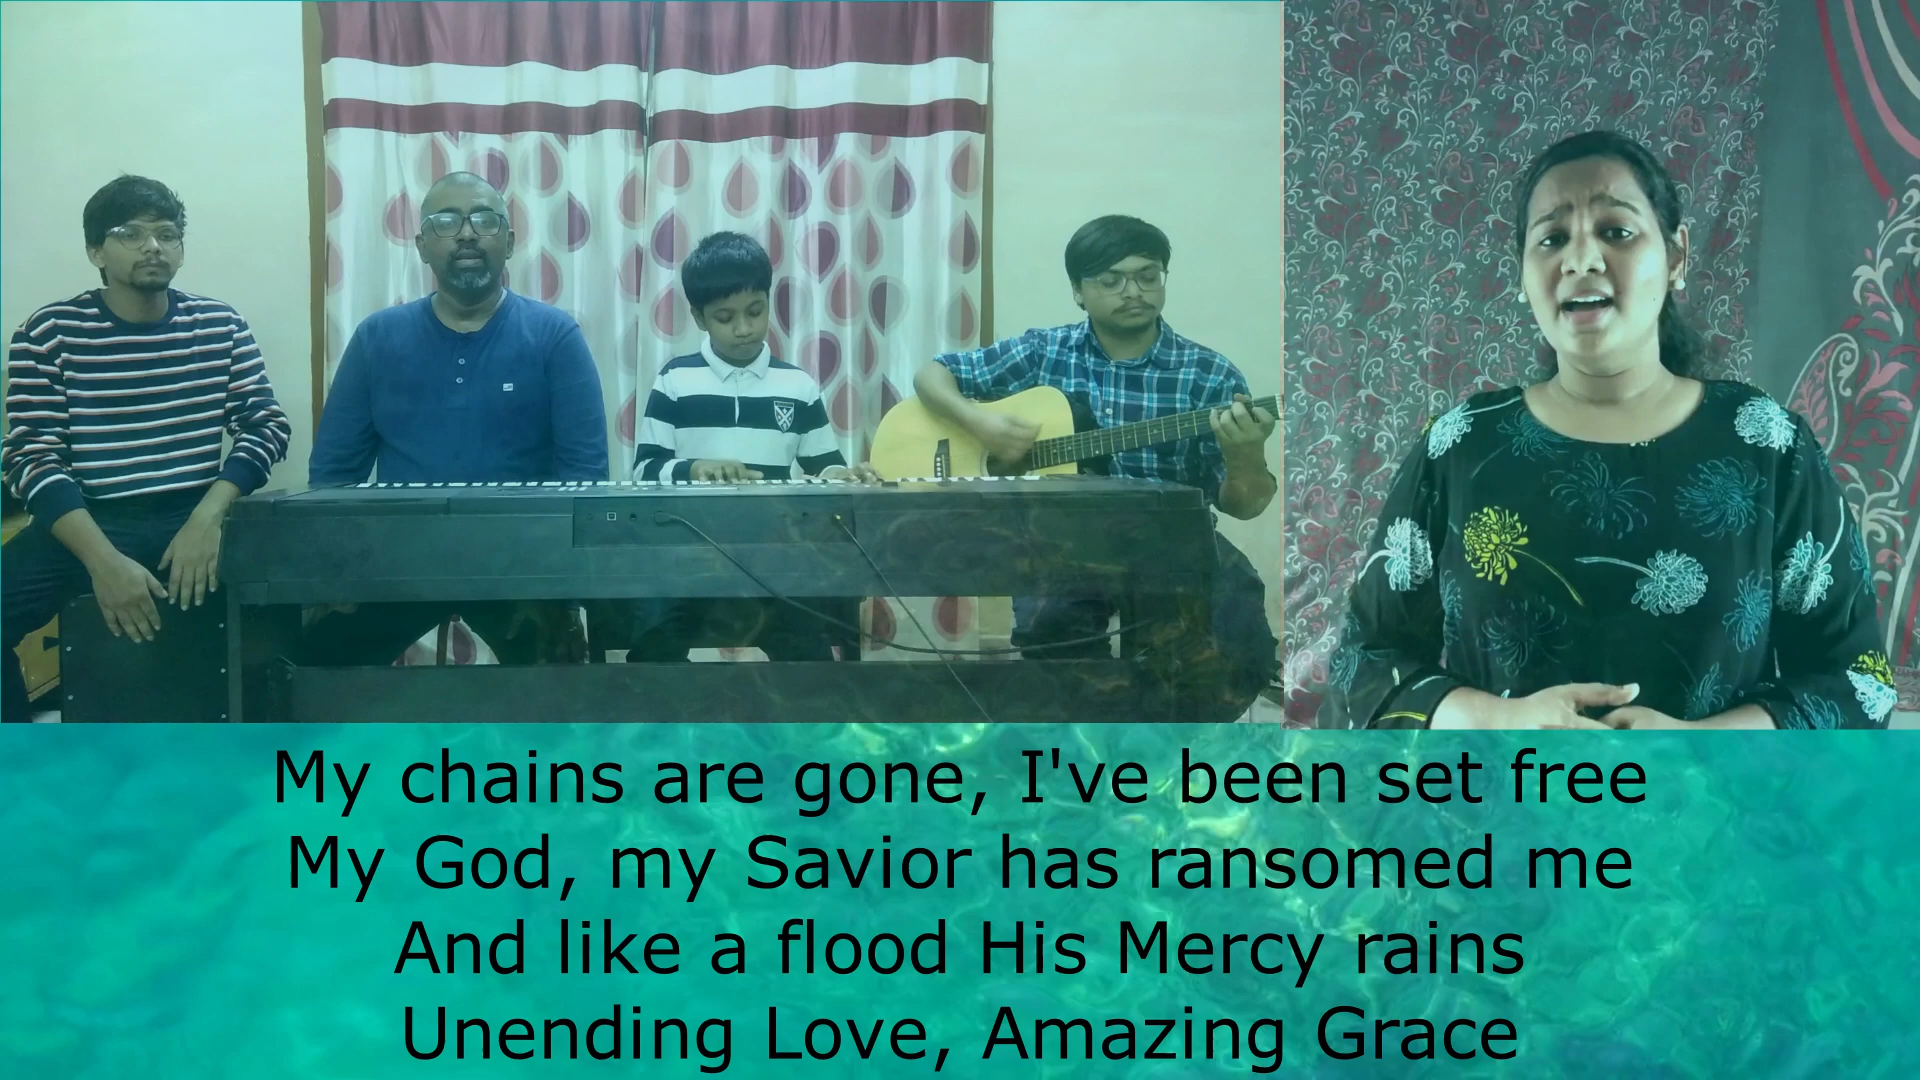 My chains are gone, I've been set free
My God, my Savior has ransomed me
And like a flood His Mercy rains
Unending Love, Amazing Grace